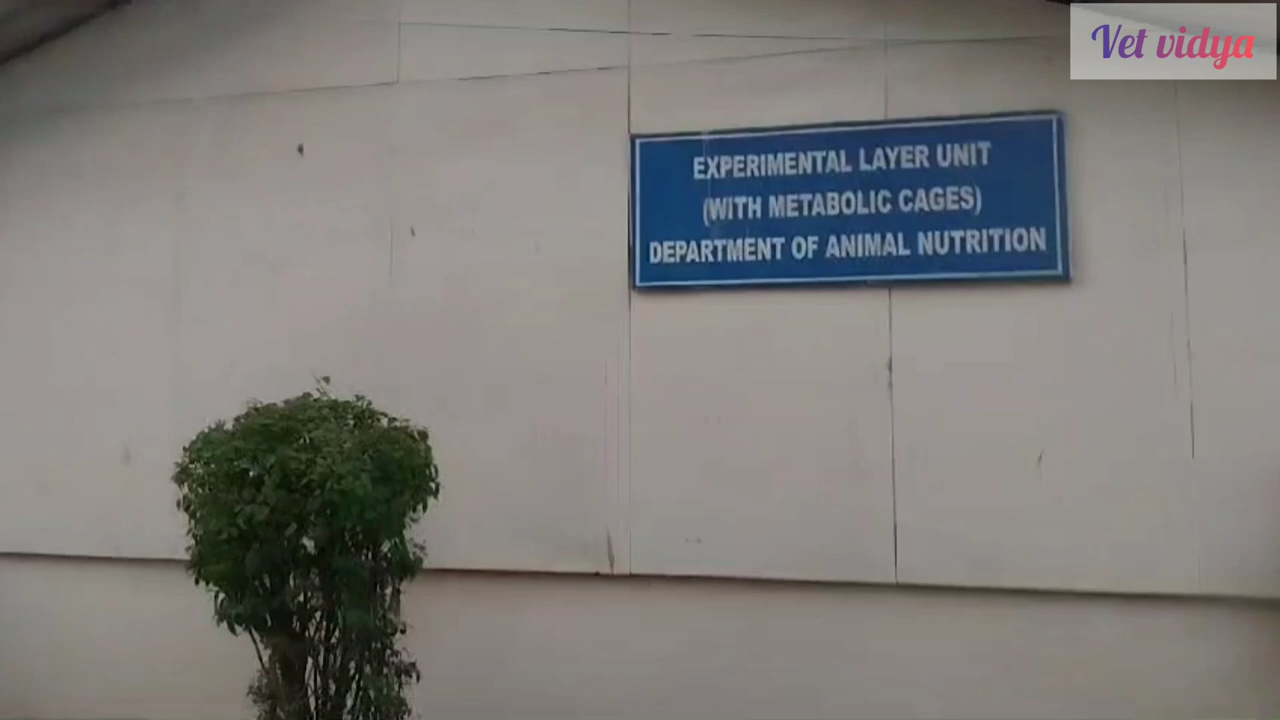 Vet vidya
EXPERIMENTAL LAYER UNIT
(WITH METABOLIC CAGES)
DEPARTMENT OF ANIMAL NUTRITION